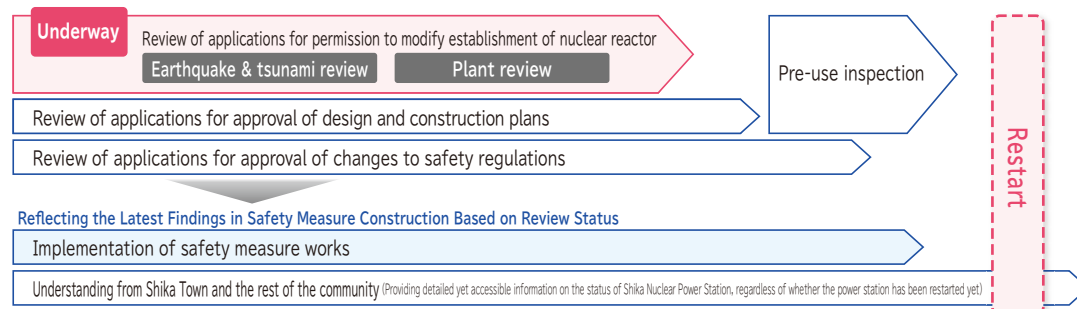 Underway
Review of applications for permission to modify establishment of nuclear reactor
Earthquake & tsunami review
Plant review
Pre-use inspection
Review of applications for approval of design and construction plans
Review of applications for approval of changes to safety regulations
Restart
Reflecting the Latest Findings in Safety Measure Construction Based on Review Status
Implementation of safety measure works
Understanding from Shika Town and the rest of the community (Providing detailed yet accessible information on the status of Shika Nuclear Power Station, regardless of whether the power station has been restarted yet)